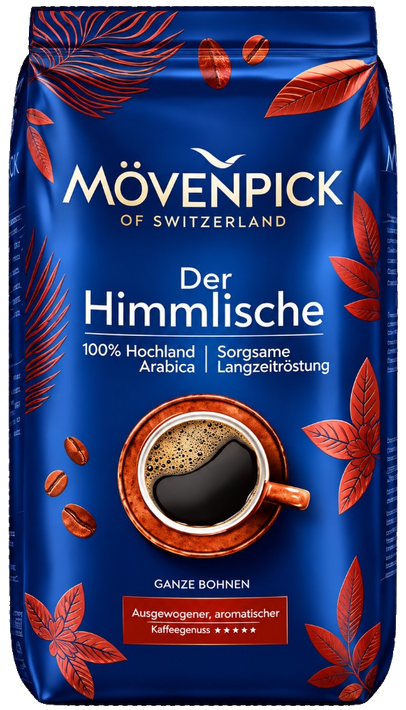 MÖVENPICK
OF SWITZERLAND
Der
Himmlische
100% Hochland Arabica
Sorgsame Langzeitröstung
GANZE BOHNEN
Ausgewogener, aromatischer
Kaffeegenuss ★★★★★